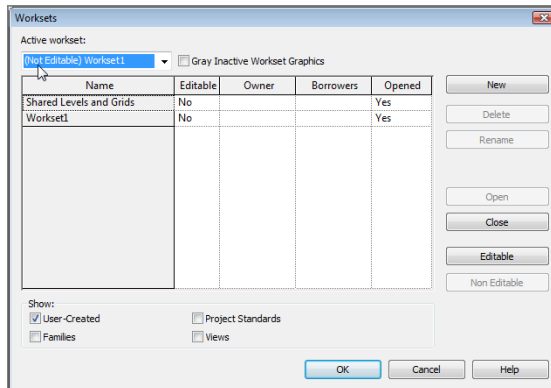 Worksets
Active workset:
(Not Editable) Workset1
Gray Inactive Workset Graphics
Name Editable Owner Borrowers Opened
Shared Levels and Grids No Yes
Workset1 No Yes
New
Delete
Rename
Open
Close
Editable
Non Editable
Show:
User-Created Project Standards
Families Views
OK Cancel Help